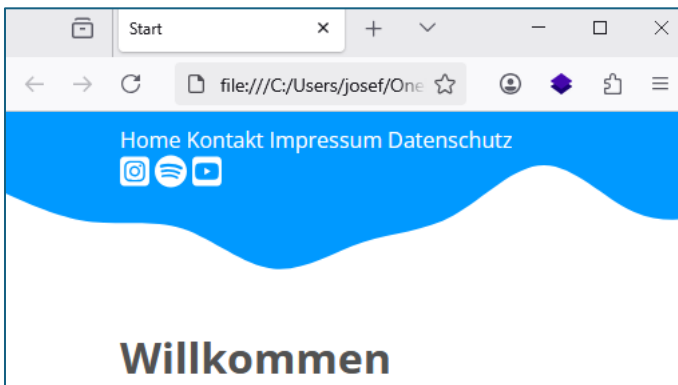 Start
file:///C:/Users/josef/One
Home Kontakt Impressum Datenschutz
Willkommen